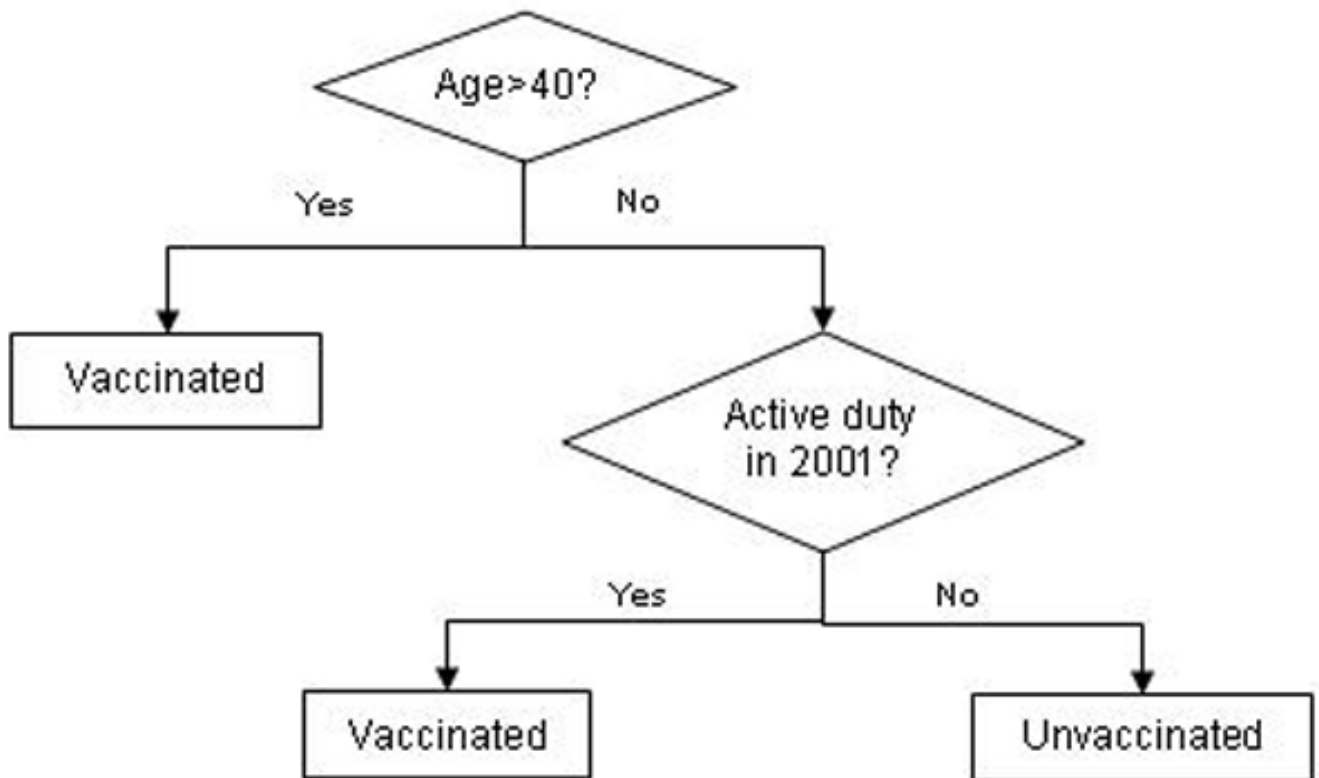 Age>40?
Yes
No
Vaccinated
Active duty
in 2001?
Yes
No
Vaccinated
Unvaccinated